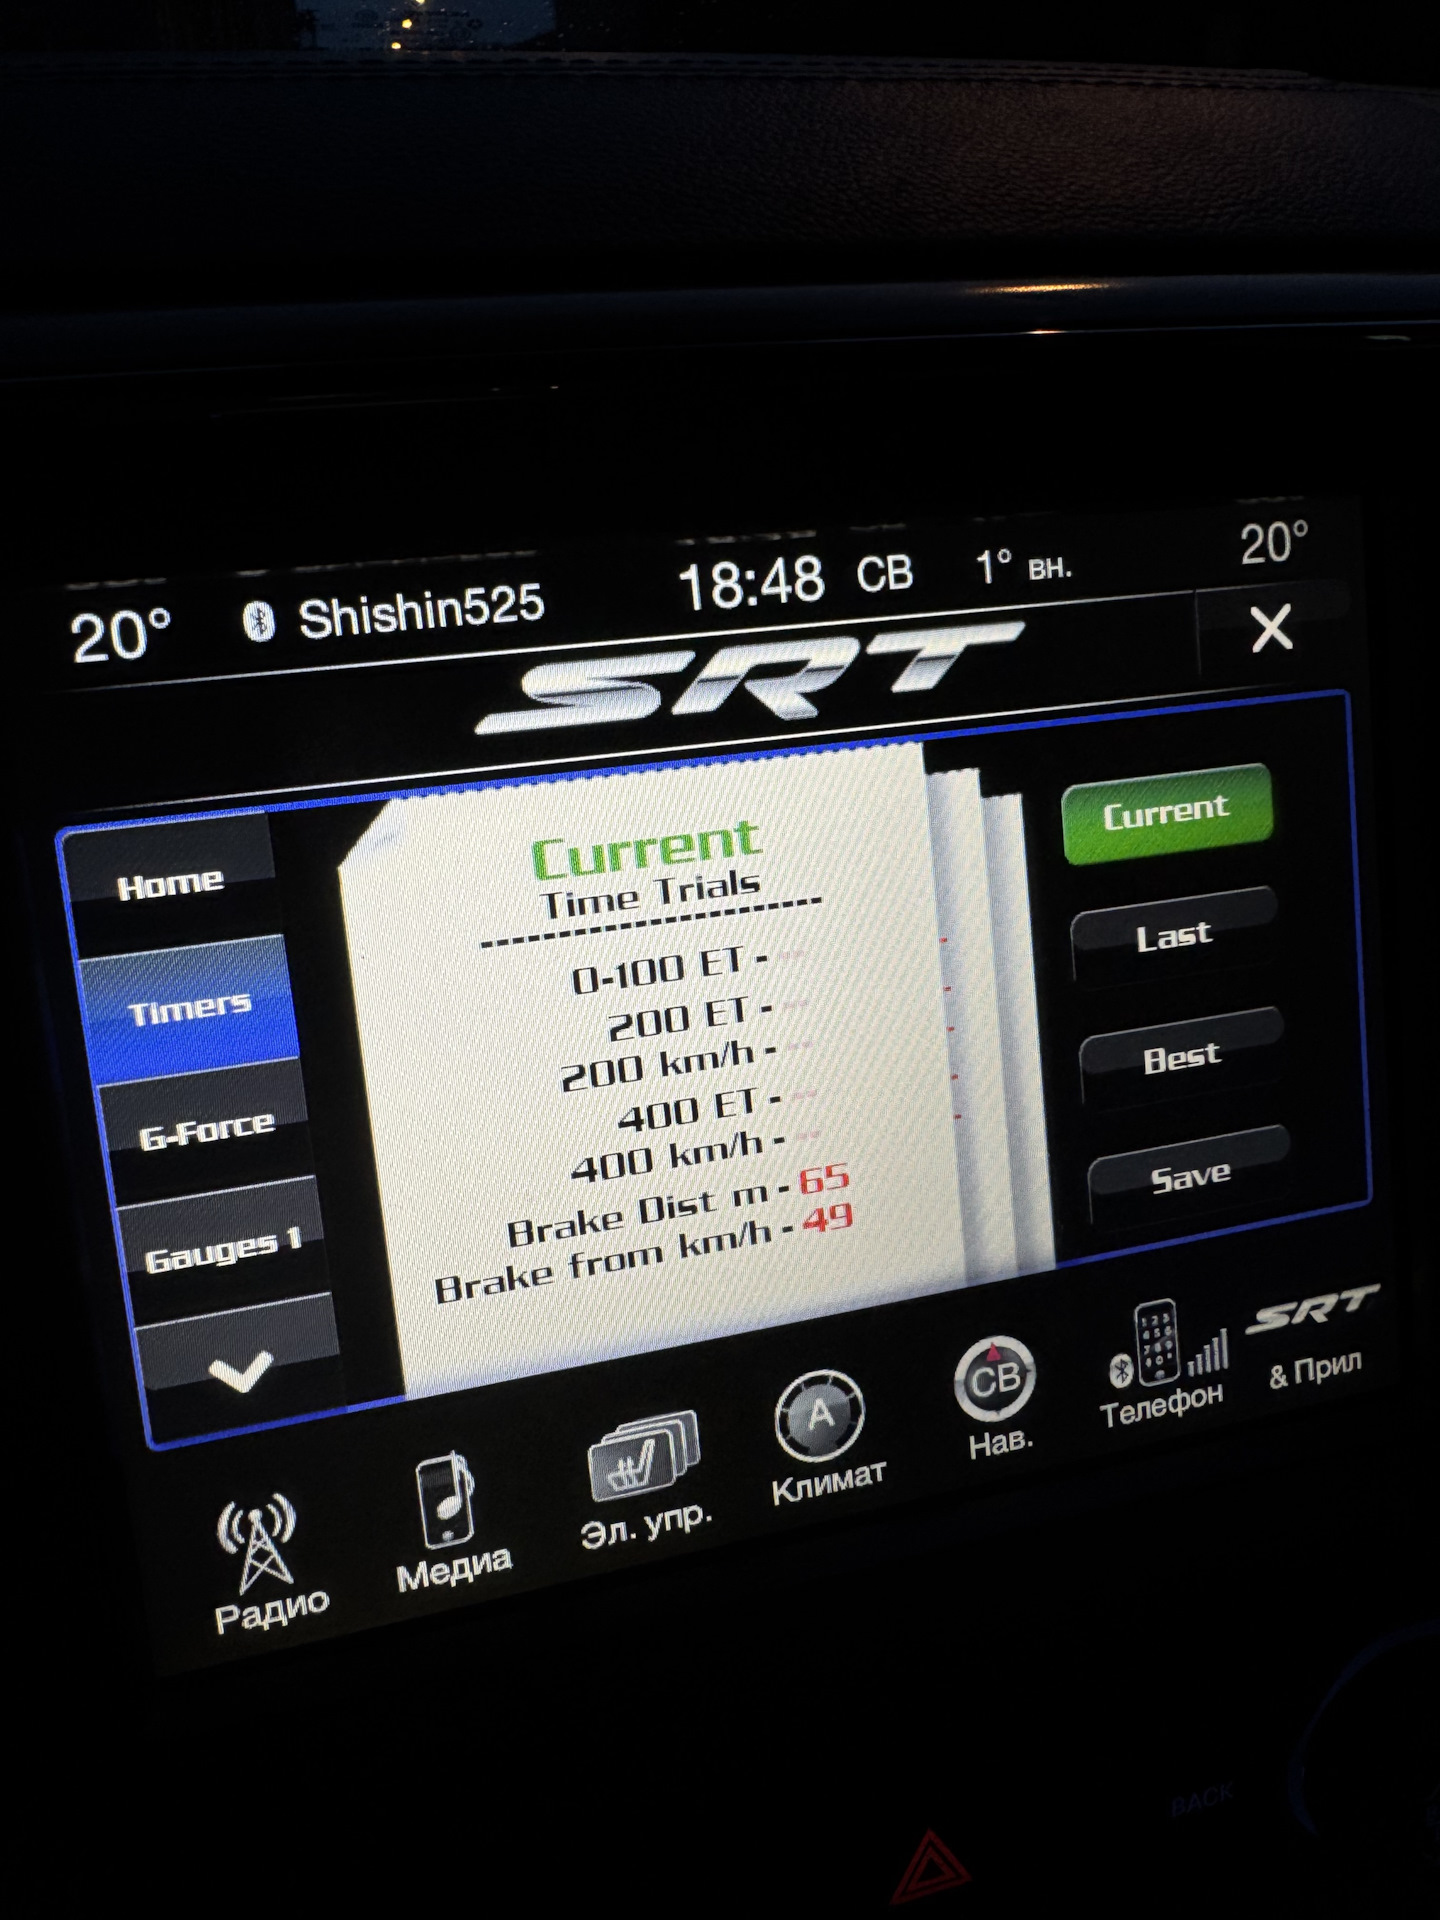 20° Shishin525 18:48 СВ 1° вн. 20°
SRT
Home
Timers
G-Force
Gauges 1
Current
Time Trials
0-100 ET - --
200 ET - --
200 km/h - --
400 ET - --
400 km/h - --
Brake Dist m - 65
Brake from km/h - 49
Current
Last
Best
Save
Радио
Медиа
Эл. упр.
A
Климат
СВ
Нав.
Телефон
SRT
& Прил
BACK